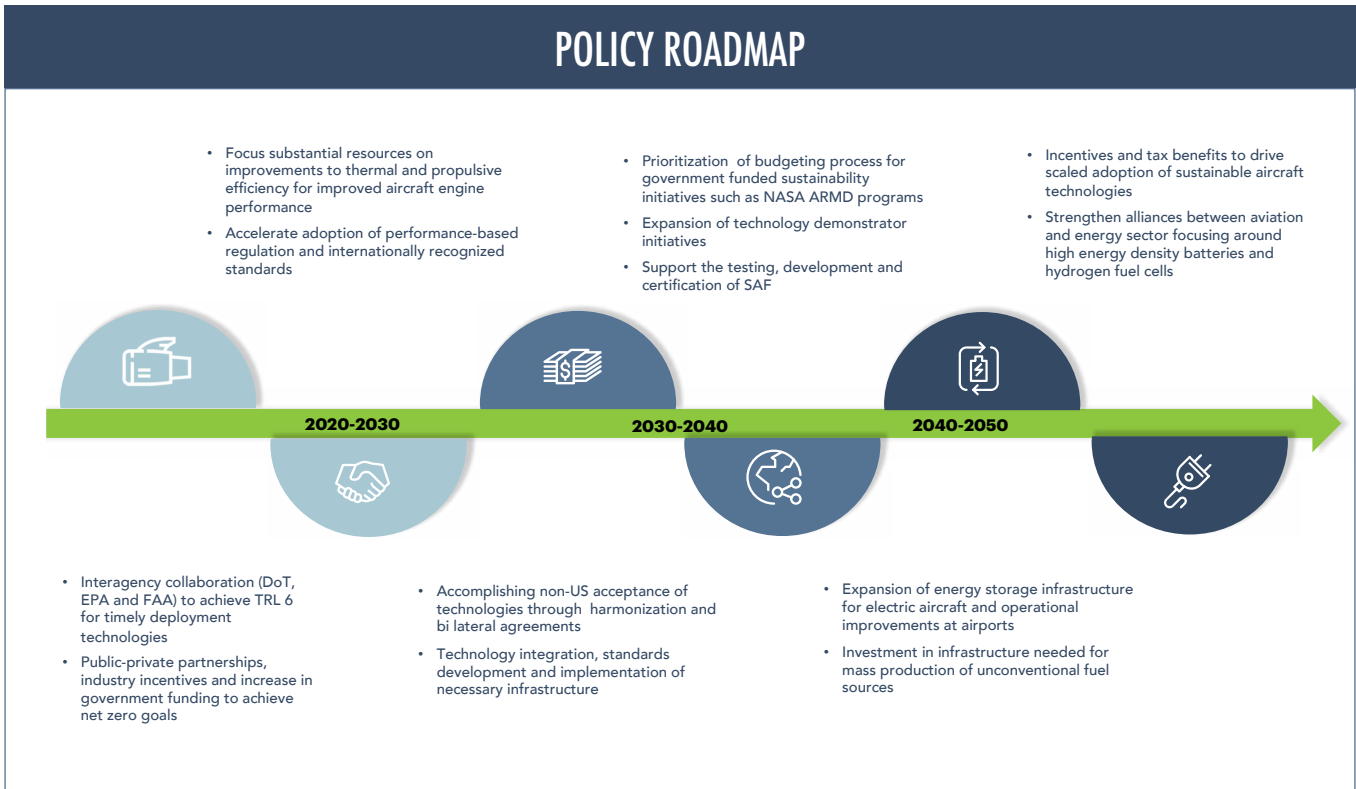 POLICY ROADMAP
• Focus substantial resources on
improvements to thermal and propulsive
efficiency for improved aircraft engine
performance
• Accelerate adoption of performance-based
regulation and internationally recognized
standards
• Prioritization of budgeting process for
government funded sustainability
initiatives such as NASA ARMD programs
• Expansion of technology demonstrator
initiatives
• Support the testing, development and
certification of SAF
• Incentives and tax benefits to drive
scaled adoption of sustainable aircraft
technologies
• Strengthen alliances between aviation
and energy sector focusing around
high energy density batteries and
hydrogen fuel cells
$
2020-2030
2030-2040
2040-2050
• Interagency collaboration (DoT,
EPA and FAA) to achieve TRL 6
for timely deployment
technologies
• Public-private partnerships,
industry incentives and increase in
government funding to achieve
net zero goals
• Accomplishing non-US acceptance of
technologies through harmonization and
bi lateral agreements
• Technology integration, standards
development and implementation of
necessary infrastructure
• Expansion of energy storage infrastructure
for electric aircraft and operational
improvements at airports
• Investment in infrastructure needed for
mass production of unconventional fuel
sources